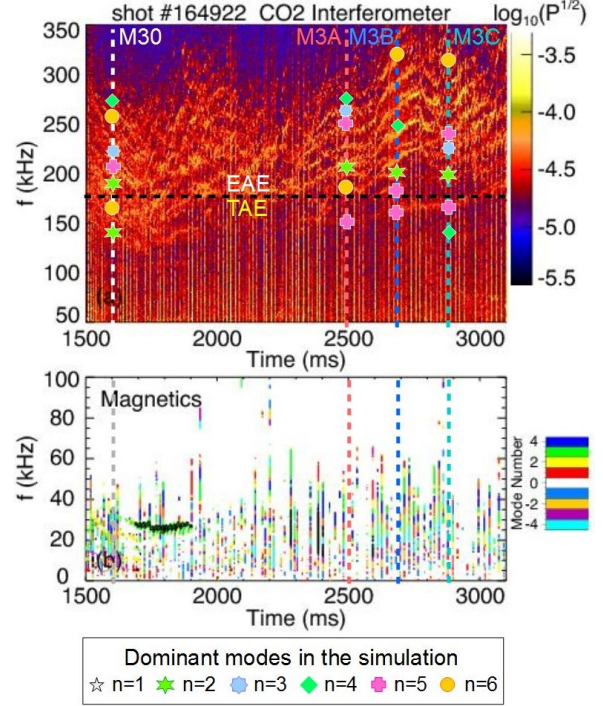 shot #164922 CO2 Interferometer log₁₀(P¹ᐟ²)
M30 M3A M3B M3C
350
300
250
200
150
100
50
f (kHz)
EAE
TAE
(a)
1500 2000 2500 3000
Time (ms)
-3.5
-4.0
-4.5
-5.0
-5.5
Magnetics
100
80
60
40
20
0
f (kHz)
(b)
1500 2000 2500 3000
Time (ms)
Mode Number
4
2
0
-2
-4
Dominant modes in the simulation
n=1 n=2 n=3 n=4 n=5 n=6